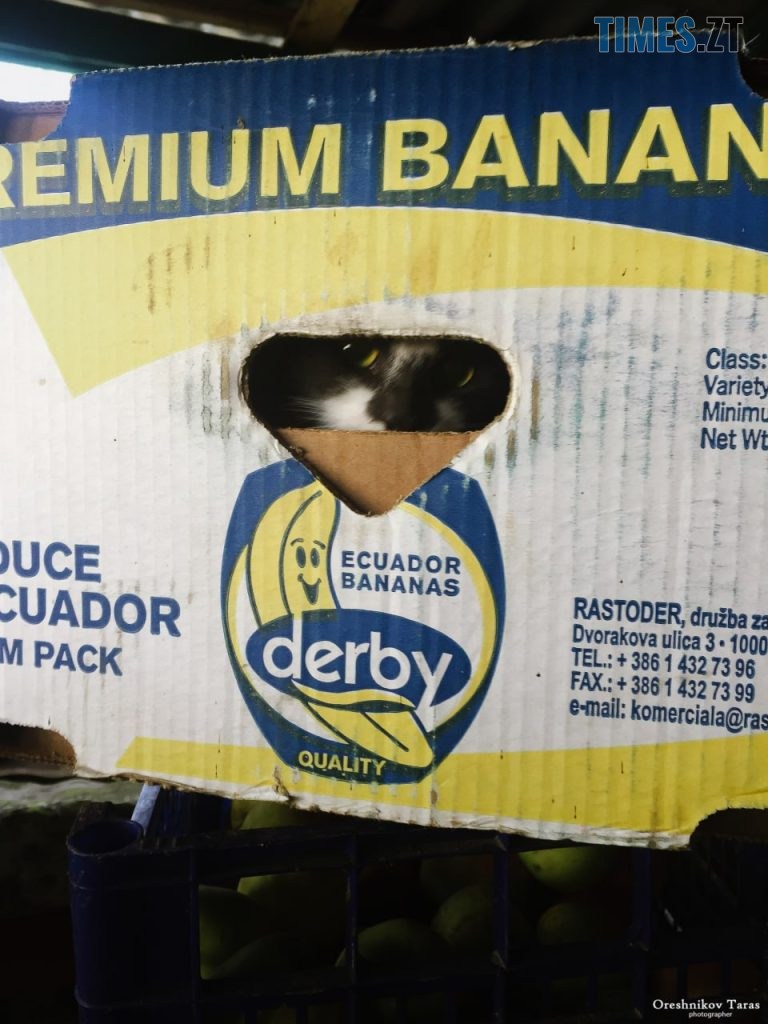 TIMES.ZT
REMIUM BANAN
Class:
Variety
Minimu
Net Wt
ECUADOR
BANANAS
derby
QUALITY
DUCE
CUADOR
M PACK
RASTODER, družba za
Dvorakova ulica 3 • 1000
TEL.: + 386 1 432 73 96
FAX.: + 386 1 432 73 99
e-mail: komerciala@ras
Oreshnikov Taras
photographer